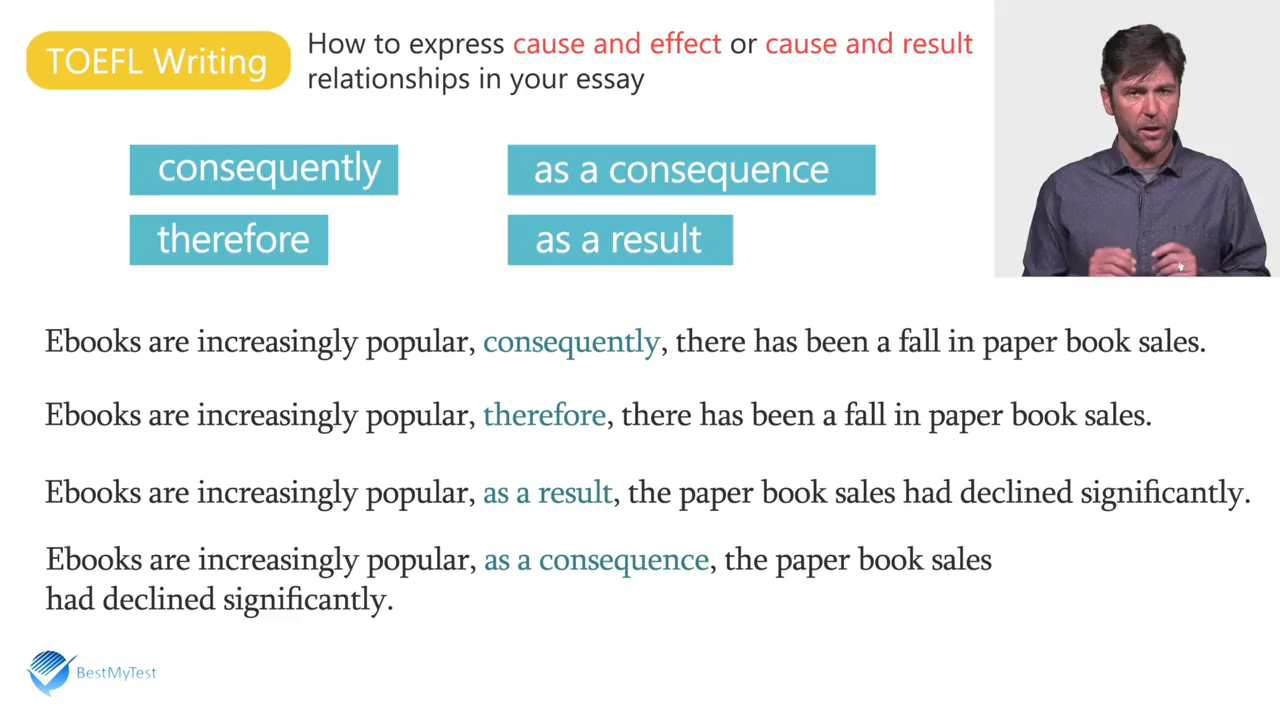 TOEFL Writing
How to express cause and effect or cause and result
relationships in your essay
consequently
as a consequence
therefore
as a result
Ebooks are increasingly popular, consequently, there has been a fall in paper book sales.
Ebooks are increasingly popular, therefore, there has been a fall in paper book sales.
Ebooks are increasingly popular, as a result, the paper book sales had declined significantly.
Ebooks are increasingly popular, as a consequence, the paper book sales
had declined significantly.
BestMyTest